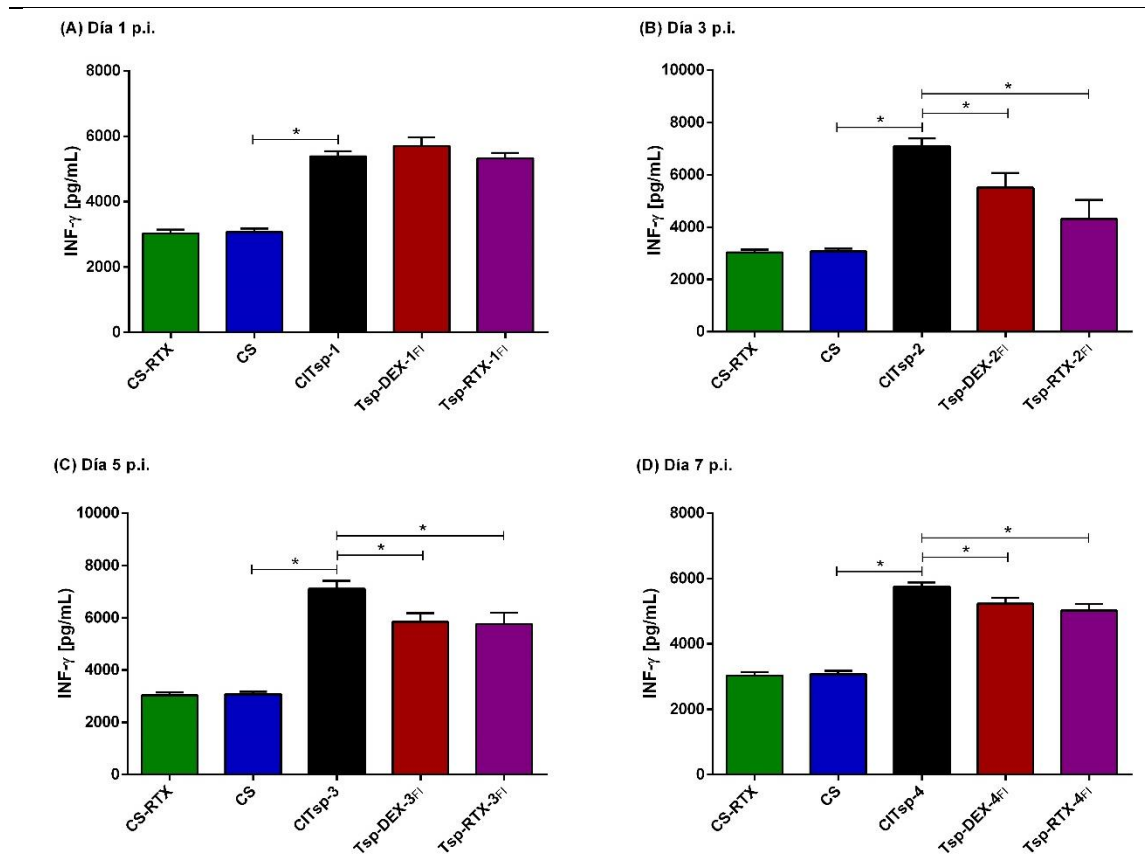 (A) Día 1 p.i.
8000
6000
4000
2000
0
INF-γ [pg/mL]
*
CS-RTX
CS
CITsp-1
Tsp-DEX-1FI
Tsp-RTX-1FI
(B) Día 3 p.i.
10000
8000
6000
4000
2000
0
INF-γ [pg/mL]
*
*
*
CS-RTX
CS
CITsp-2
Tsp-DEX-2FI
Tsp-RTX-2FI
(C) Día 5 p.i.
10000
8000
6000
4000
2000
0
INF-γ [pg/mL]
*
*
*
CS-RTX
CS
CITsp-3
Tsp-DEX-3FI
Tsp-RTX-3FI
(D) Día 7 p.i.
8000
6000
4000
2000
0
INF-γ [pg/mL]
*
*
*
CS-RTX
CS
CITsp-4
Tsp-DEX-4FI
Tsp-RTX-4FI